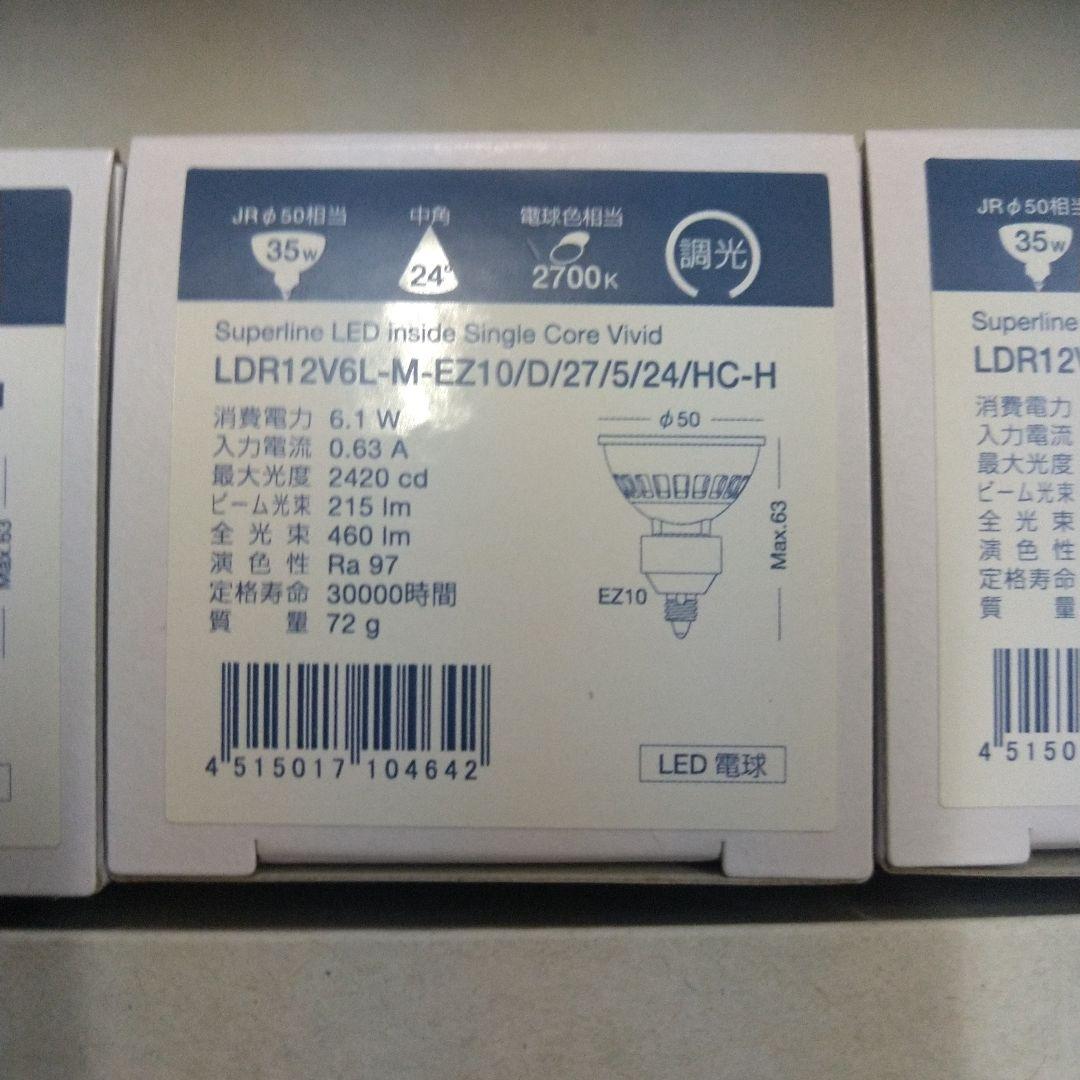 JRφ50相当 中角 電球色相当 調光
35W 24° 2700K
Superline LED inside Single Core Vivid
LDR12V6L-M-EZ10/D/27/5/24/HC-H
消費電力 6.1 W
入力電流 0.63 A
最大光度 2420 cd
ビーム光束 215 lm
全光束 460 lm
演色性 Ra 97
定格寿命 30000時間
質量 72 g
φ50
Max.63
EZ10
4 515017 104642
LED 電球
Max.63
JRφ50相当
35W
Superline
LDR12V
消費電力
入力電流
最大光度
ビーム光束
全光束
演色性
定格寿命
質量
4 5150